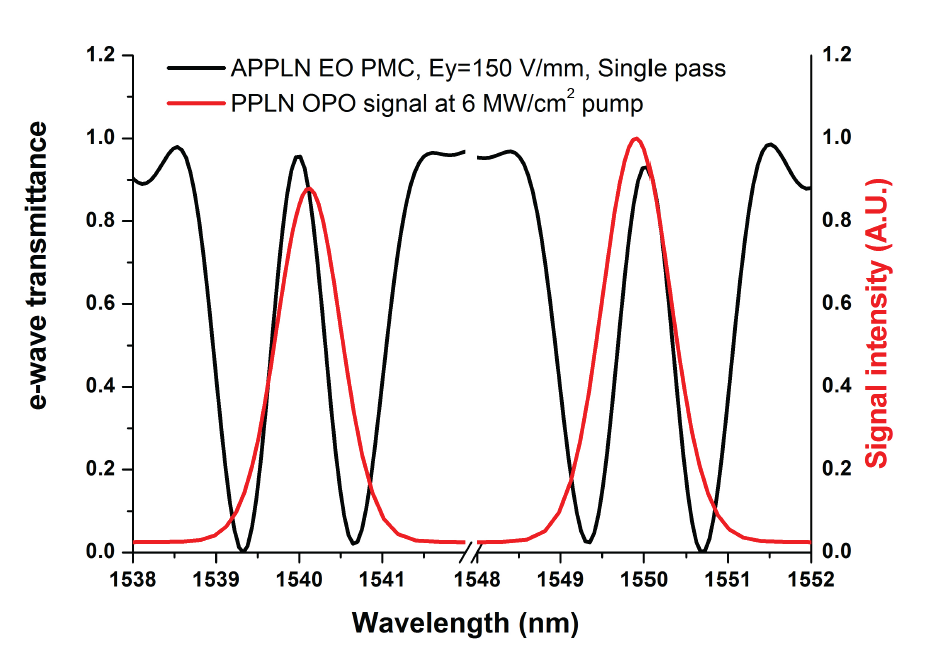 APPLN EO PMC, Ey=150 V/mm, Single pass
PPLN OPO signal at 6 MW/cm² pump
e-wave transmittance
1.2
1.0
0.8
0.6
0.4
0.2
0.0
Signal intensity (A.U.)
1.2
1.0
0.8
0.6
0.4
0.2
0.0
1538 1539 1540 1541 1548 1549 1550 1551 1552
Wavelength (nm)